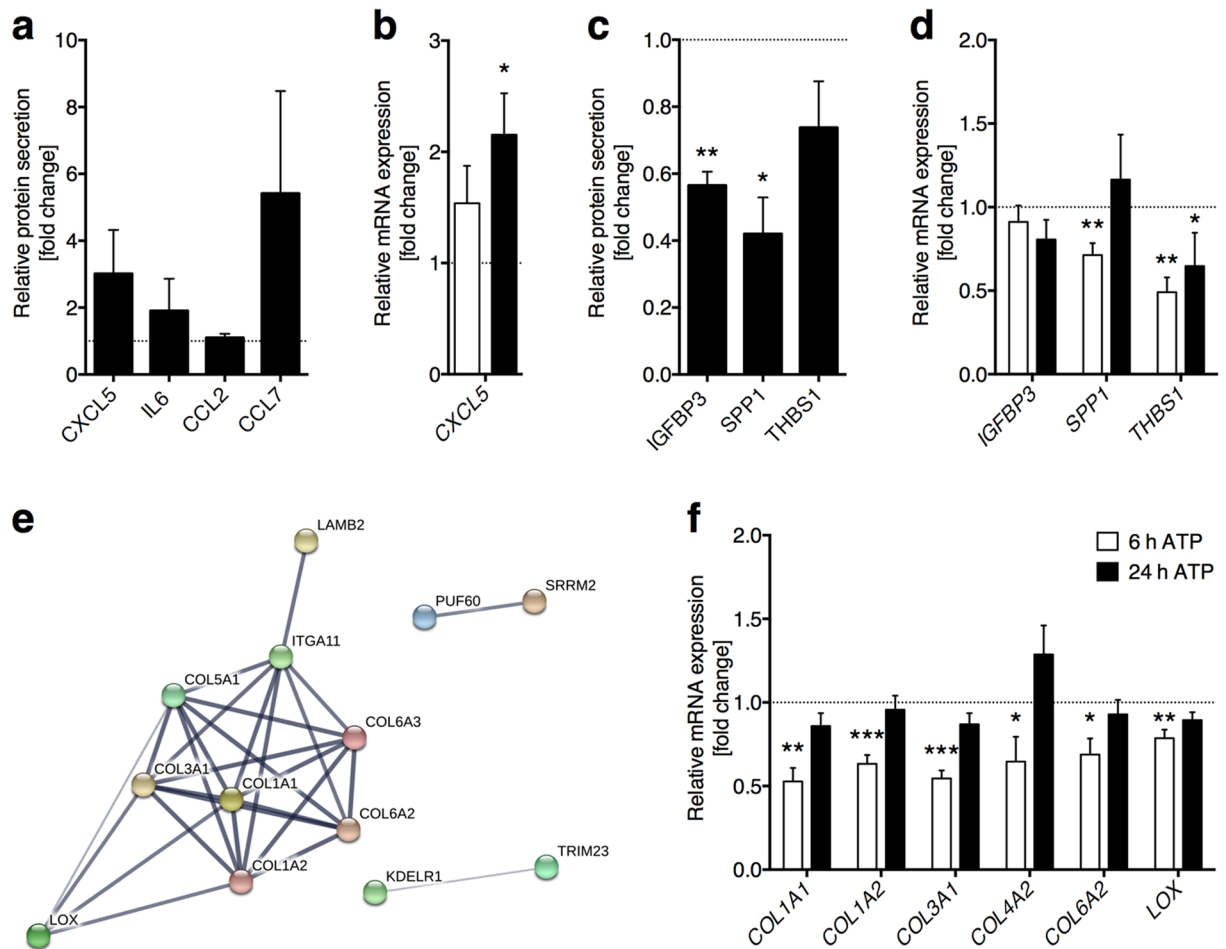 a
Relative protein secretion
[fold change]
10
8
6
4
2
0
CXCL5
IL6
CCL2
CCL7
b
Relative mRNA expression
[fold change]
3
2
1
0
*
CXCL5
c
Relative protein secretion
[fold change]
1.0
0.8
0.6
0.4
0.2
0.0
**
*
IGFBP3
SPP1
THBS1
d
Relative mRNA expression
[fold change]
2.0
1.5
1.0
0.5
0.0
**
**
*
IGFBP3
SPP1
THBS1
e
LAMB2
SRRM2
PUF60
ITGA11
COL5A1
COL6A3
COL3A1
COL1A1
COL6A2
COL1A2
TRIM23
KDELR1
LOX
f
Relative mRNA expression
[fold change]
2.0
1.5
1.0
0.5
0.0
6 h ATP
24 h ATP
**
***
***
*
*
**
COL1A1
COL1A2
COL3A1
COL4A2
COL6A2
LOX